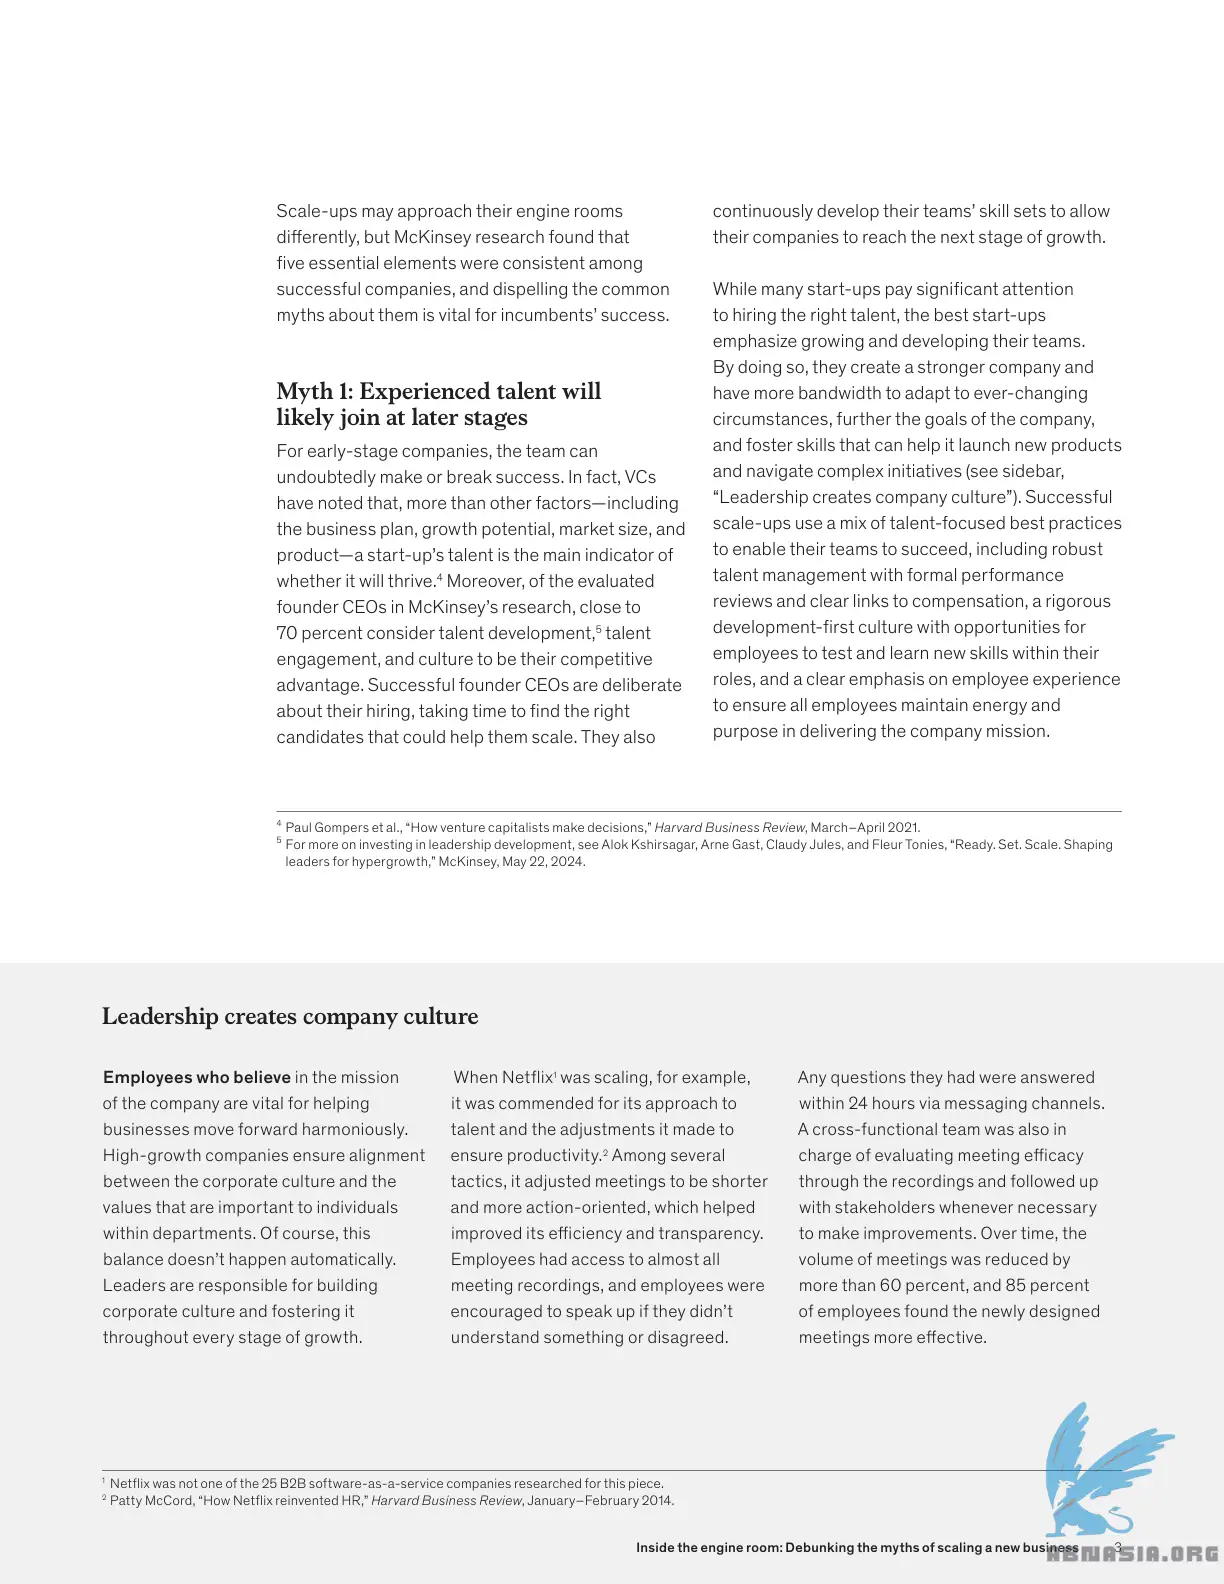 Scale-ups may approach their engine rooms
differently, but McKinsey research found that
five essential elements were consistent among
successful companies, and dispelling the common
myths about them is vital for incumbents’ success.
Myth 1: Experienced talent will
likely join at later stages
For early-stage companies, the team can
undoubtedly make or break success. In fact, VCs
have noted that, more than other factors—including
the business plan, growth potential, market size, and
product—a start-up’s talent is the main indicator of
whether it will thrive.⁴ Moreover, of the evaluated
founder CEOs in McKinsey’s research, close to
70 percent consider talent development,⁵ talent
engagement, and culture to be their competitive
advantage. Successful founder CEOs are deliberate
about their hiring, taking time to find the right
candidates that could help them scale. They also
continuously develop their teams’ skill sets to allow
their companies to reach the next stage of growth.
While many start-ups pay significant attention
to hiring the right talent, the best start-ups
emphasize growing and developing their teams.
By doing so, they create a stronger company and
have more bandwidth to adapt to ever-changing
circumstances, further the goals of the company,
and foster skills that can help it launch new products
and navigate complex initiatives (see sidebar,
“Leadership creates company culture”). Successful
scale-ups use a mix of talent-focused best practices
to enable their teams to succeed, including robust
talent management with formal performance
reviews and clear links to compensation, a rigorous
development-first culture with opportunities for
employees to test and learn new skills within their
roles, and a clear emphasis on employee experience
to ensure all employees maintain energy and
purpose in delivering the company mission.
⁴ Paul Gompers et al., “How venture capitalists make decisions,” Harvard Business Review, March–April 2021.
⁵ For more on investing in leadership development, see Alok Kshirsagar, Arne Gast, Claudy Jules, and Fleur Tonies, “Ready. Set. Scale. Shaping
leaders for hypergrowth,” McKinsey, May 22, 2024.
Leadership creates company culture
Employees who believe in the mission
of the company are vital for helping
businesses move forward harmoniously.
High-growth companies ensure alignment
between the corporate culture and the
values that are important to individuals
within departments. Of course, this
balance doesn’t happen automatically.
Leaders are responsible for building
corporate culture and fostering it
throughout every stage of growth.
When Netflix¹ was scaling, for example,
it was commended for its approach to
talent and the adjustments it made to
ensure productivity.² Among several
tactics, it adjusted meetings to be shorter
and more action-oriented, which helped
improved its efficiency and transparency.
Employees had access to almost all
meeting recordings, and employees were
encouraged to speak up if they didn’t
understand something or disagreed.
Any questions they had were answered
within 24 hours via messaging channels.
A cross-functional team was also in
charge of evaluating meeting efficacy
through the recordings and followed up
with stakeholders whenever necessary
to make improvements. Over time, the
volume of meetings was reduced by
more than 60 percent, and 85 percent
of employees found the newly designed
meetings more effective.
¹ Netflix was not one of the 25 B2B software-as-a-service companies researched for this piece.
² Patty McCord, “How Netflix reinvented HR,” Harvard Business Review, January–February 2014.
Inside the engine room: Debunking the myths of scaling a new business 3
ABNASIA.ORG